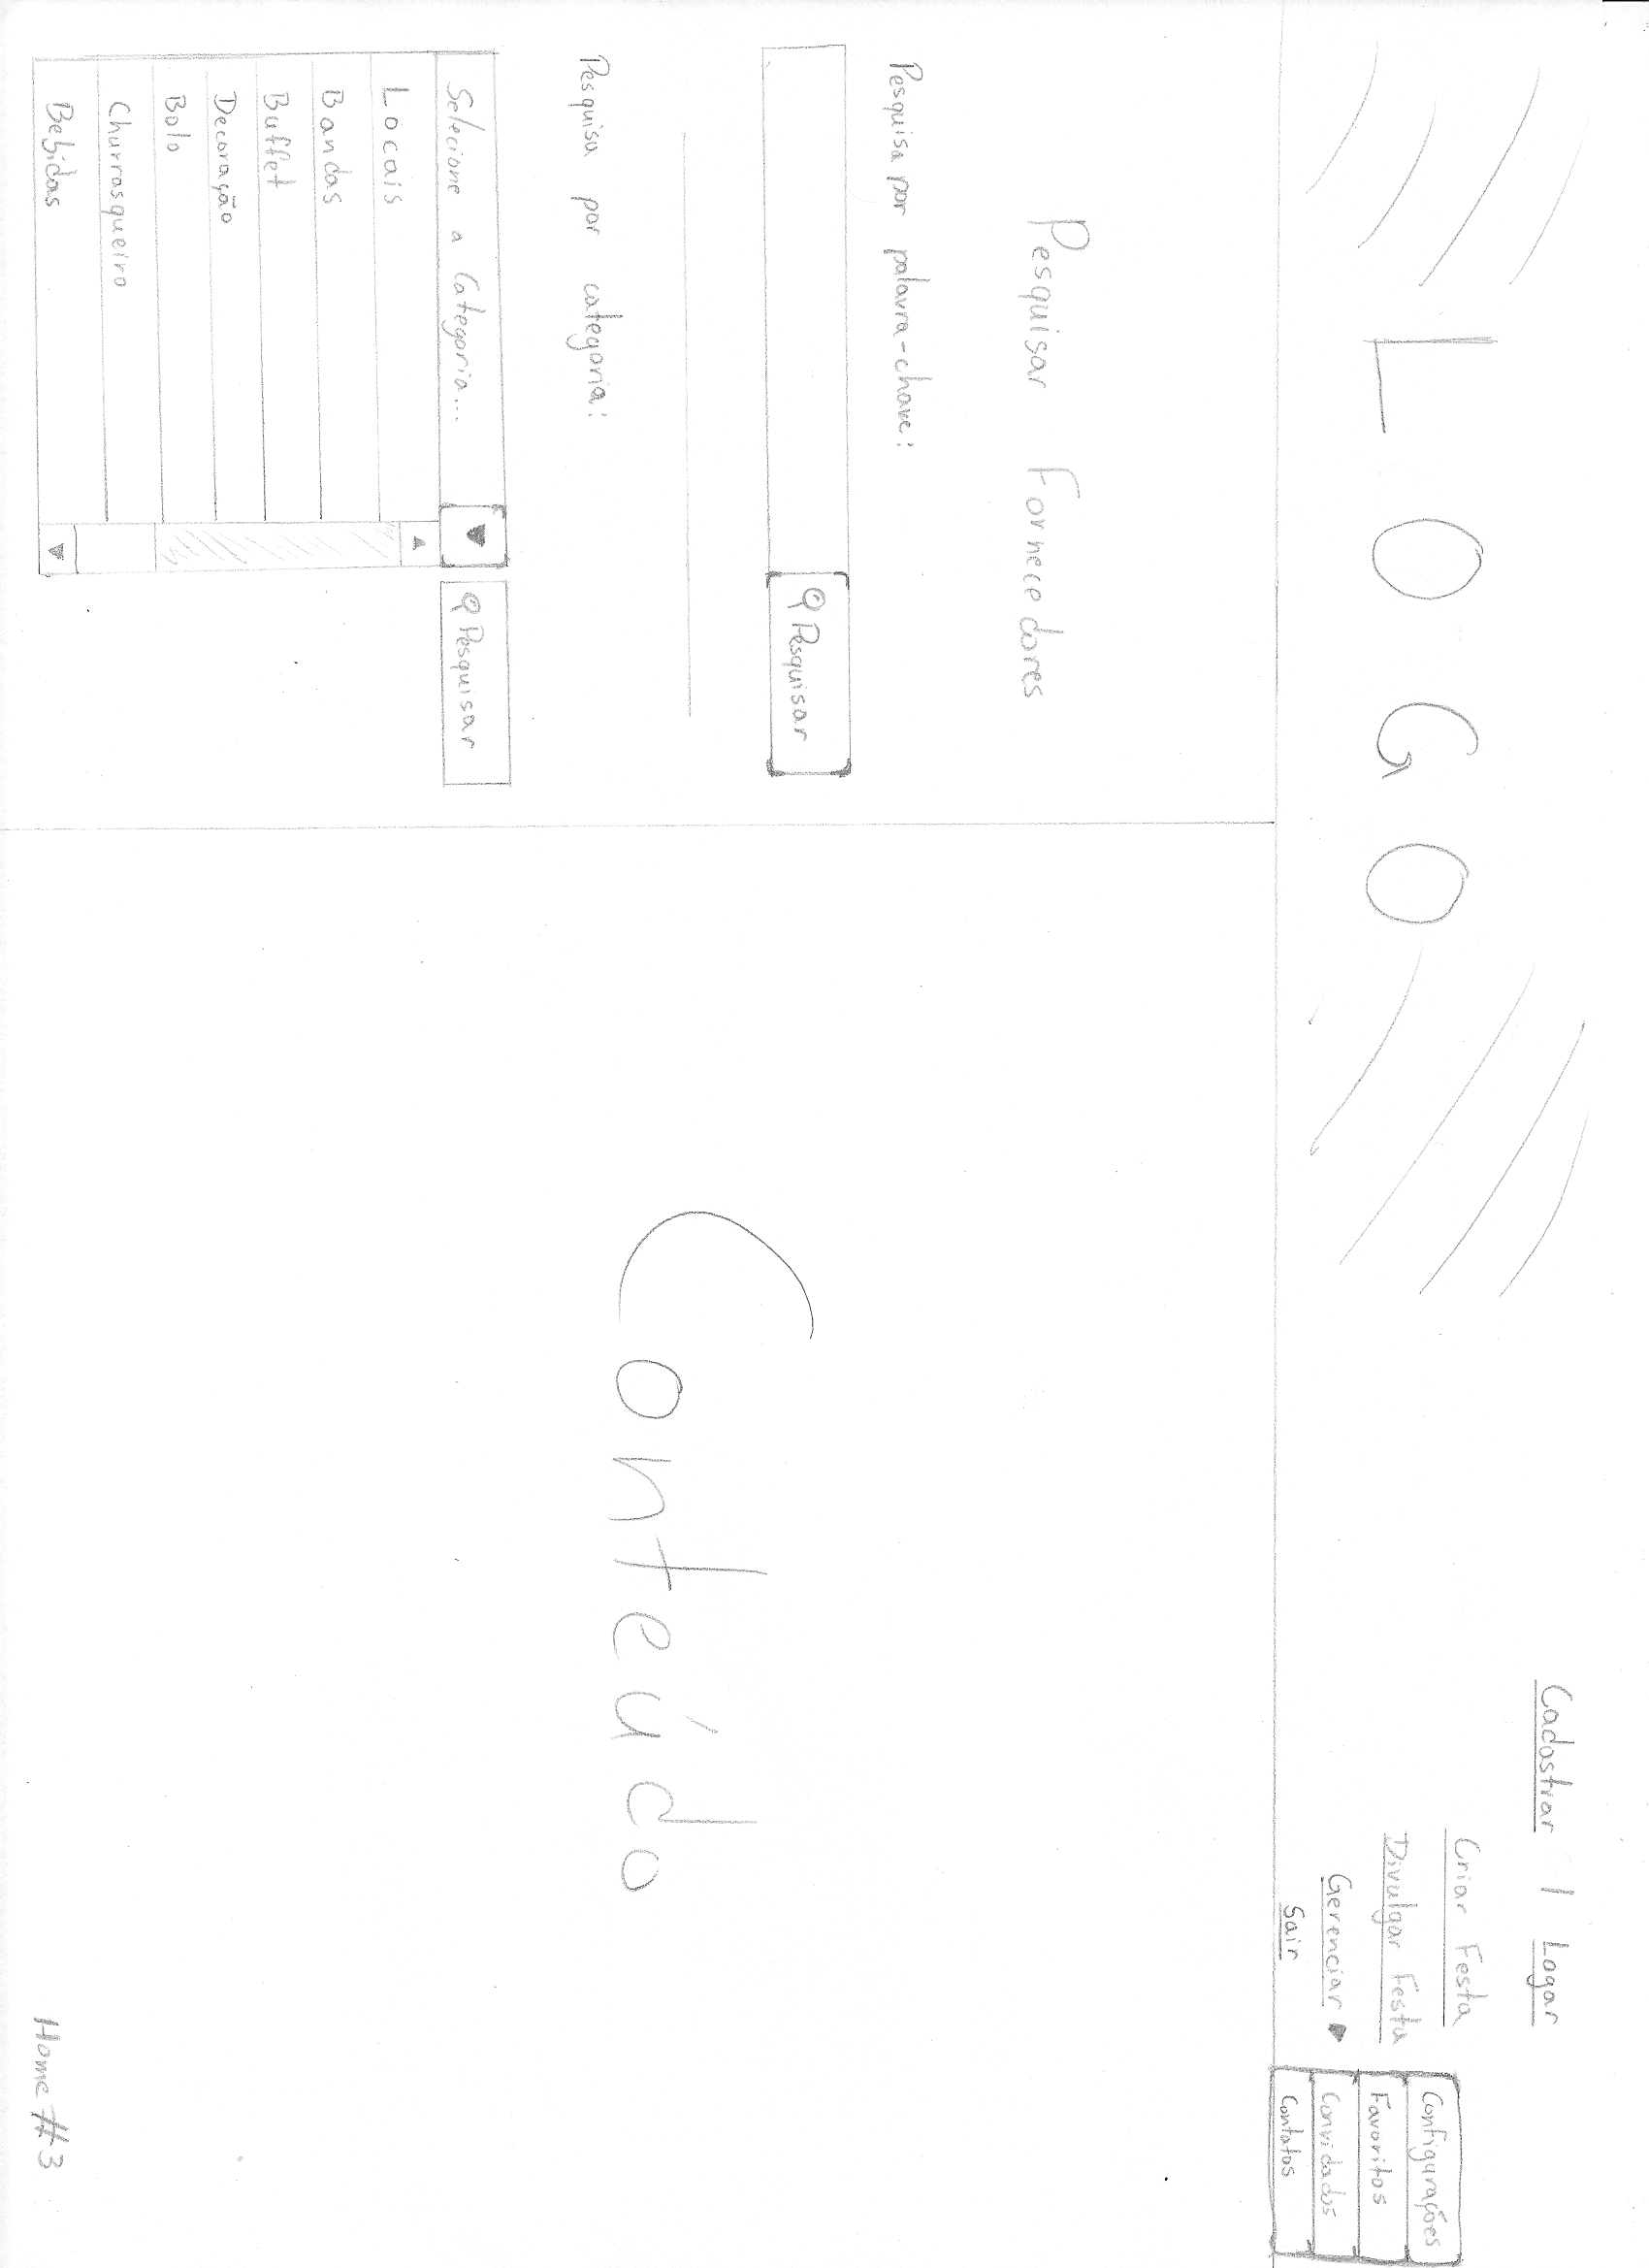 LOGO
Cadastrar | Logar
Criar Festa
Divulgar Festa
Gerenciar
Sair
Configurações
Favoritos
Convidados
Contatos
Pesquisar Fornecedores
Pesquisa por palavra-chave:
Pesquisar
Pesquisa por categoria:
Selecione a Categoria...
Pesquisar
Locais
Bandas
Buffet
Decoração
Bolo
Churrasqueiro
Bebidas
Conteúdo
Home #3